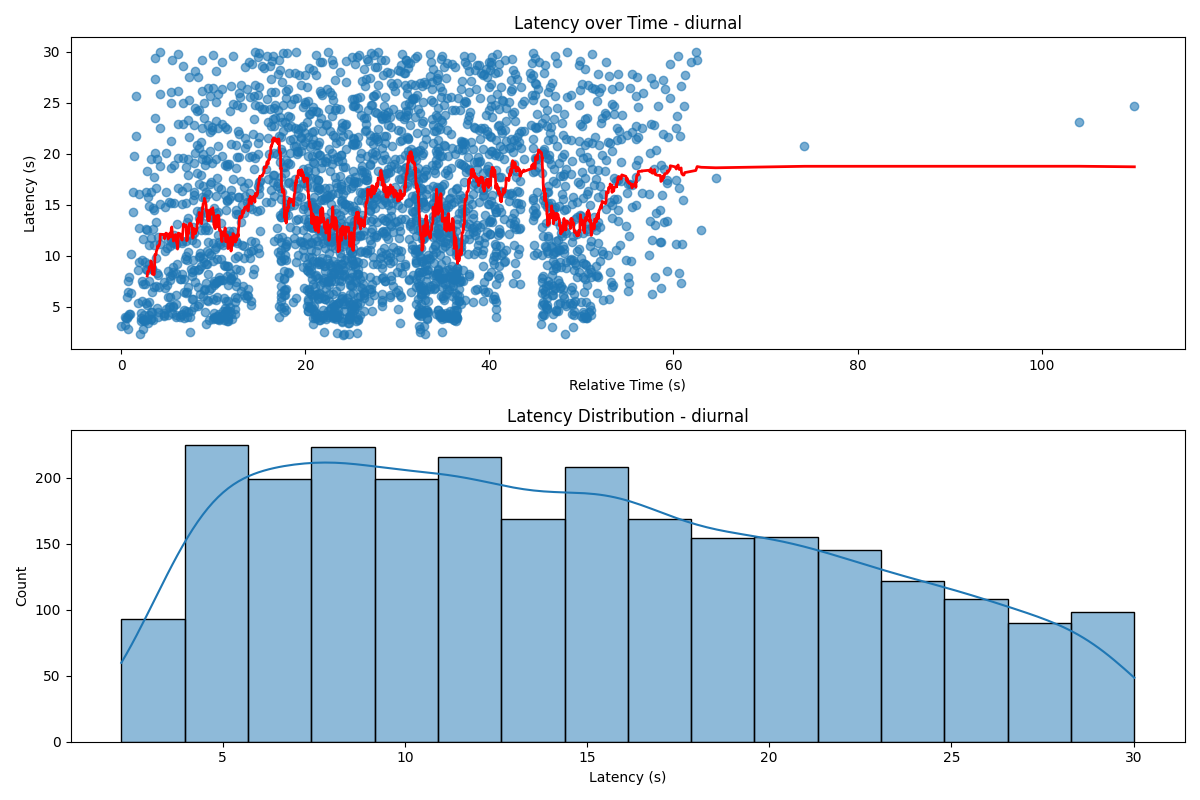 Latency over Time - diurnal
30
25
20
15
10
5
Latency (s)
0 20 40 60 80 100
Relative Time (s)
Latency Distribution - diurnal
200
150
100
50
0
Count
5 10 15 20 25 30
Latency (s)